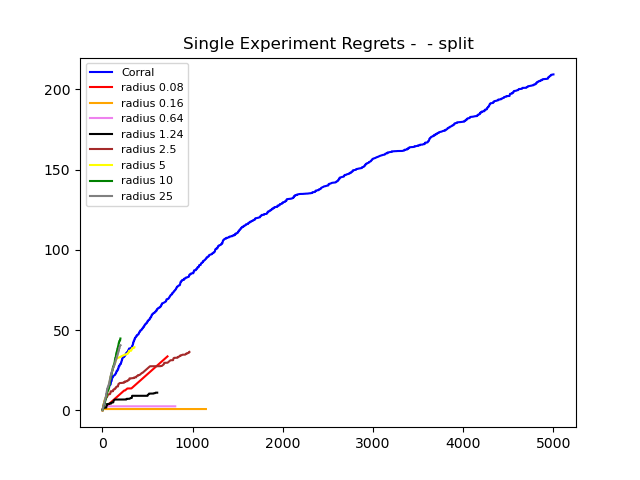 Single Experiment Regrets -  - split
Corral
radius 0.08
radius 0.16
radius 0.64
radius 1.24
radius 2.5
radius 5
radius 10
radius 25
200
150
100
50
0
0 1000 2000 3000 4000 5000